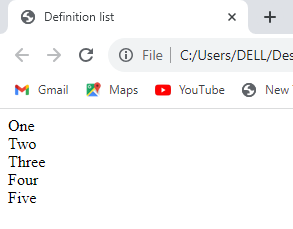 Definition list
File C:/Users/DELL/Des
Gmail Maps YouTube New
One
Two
Three
Four
Five